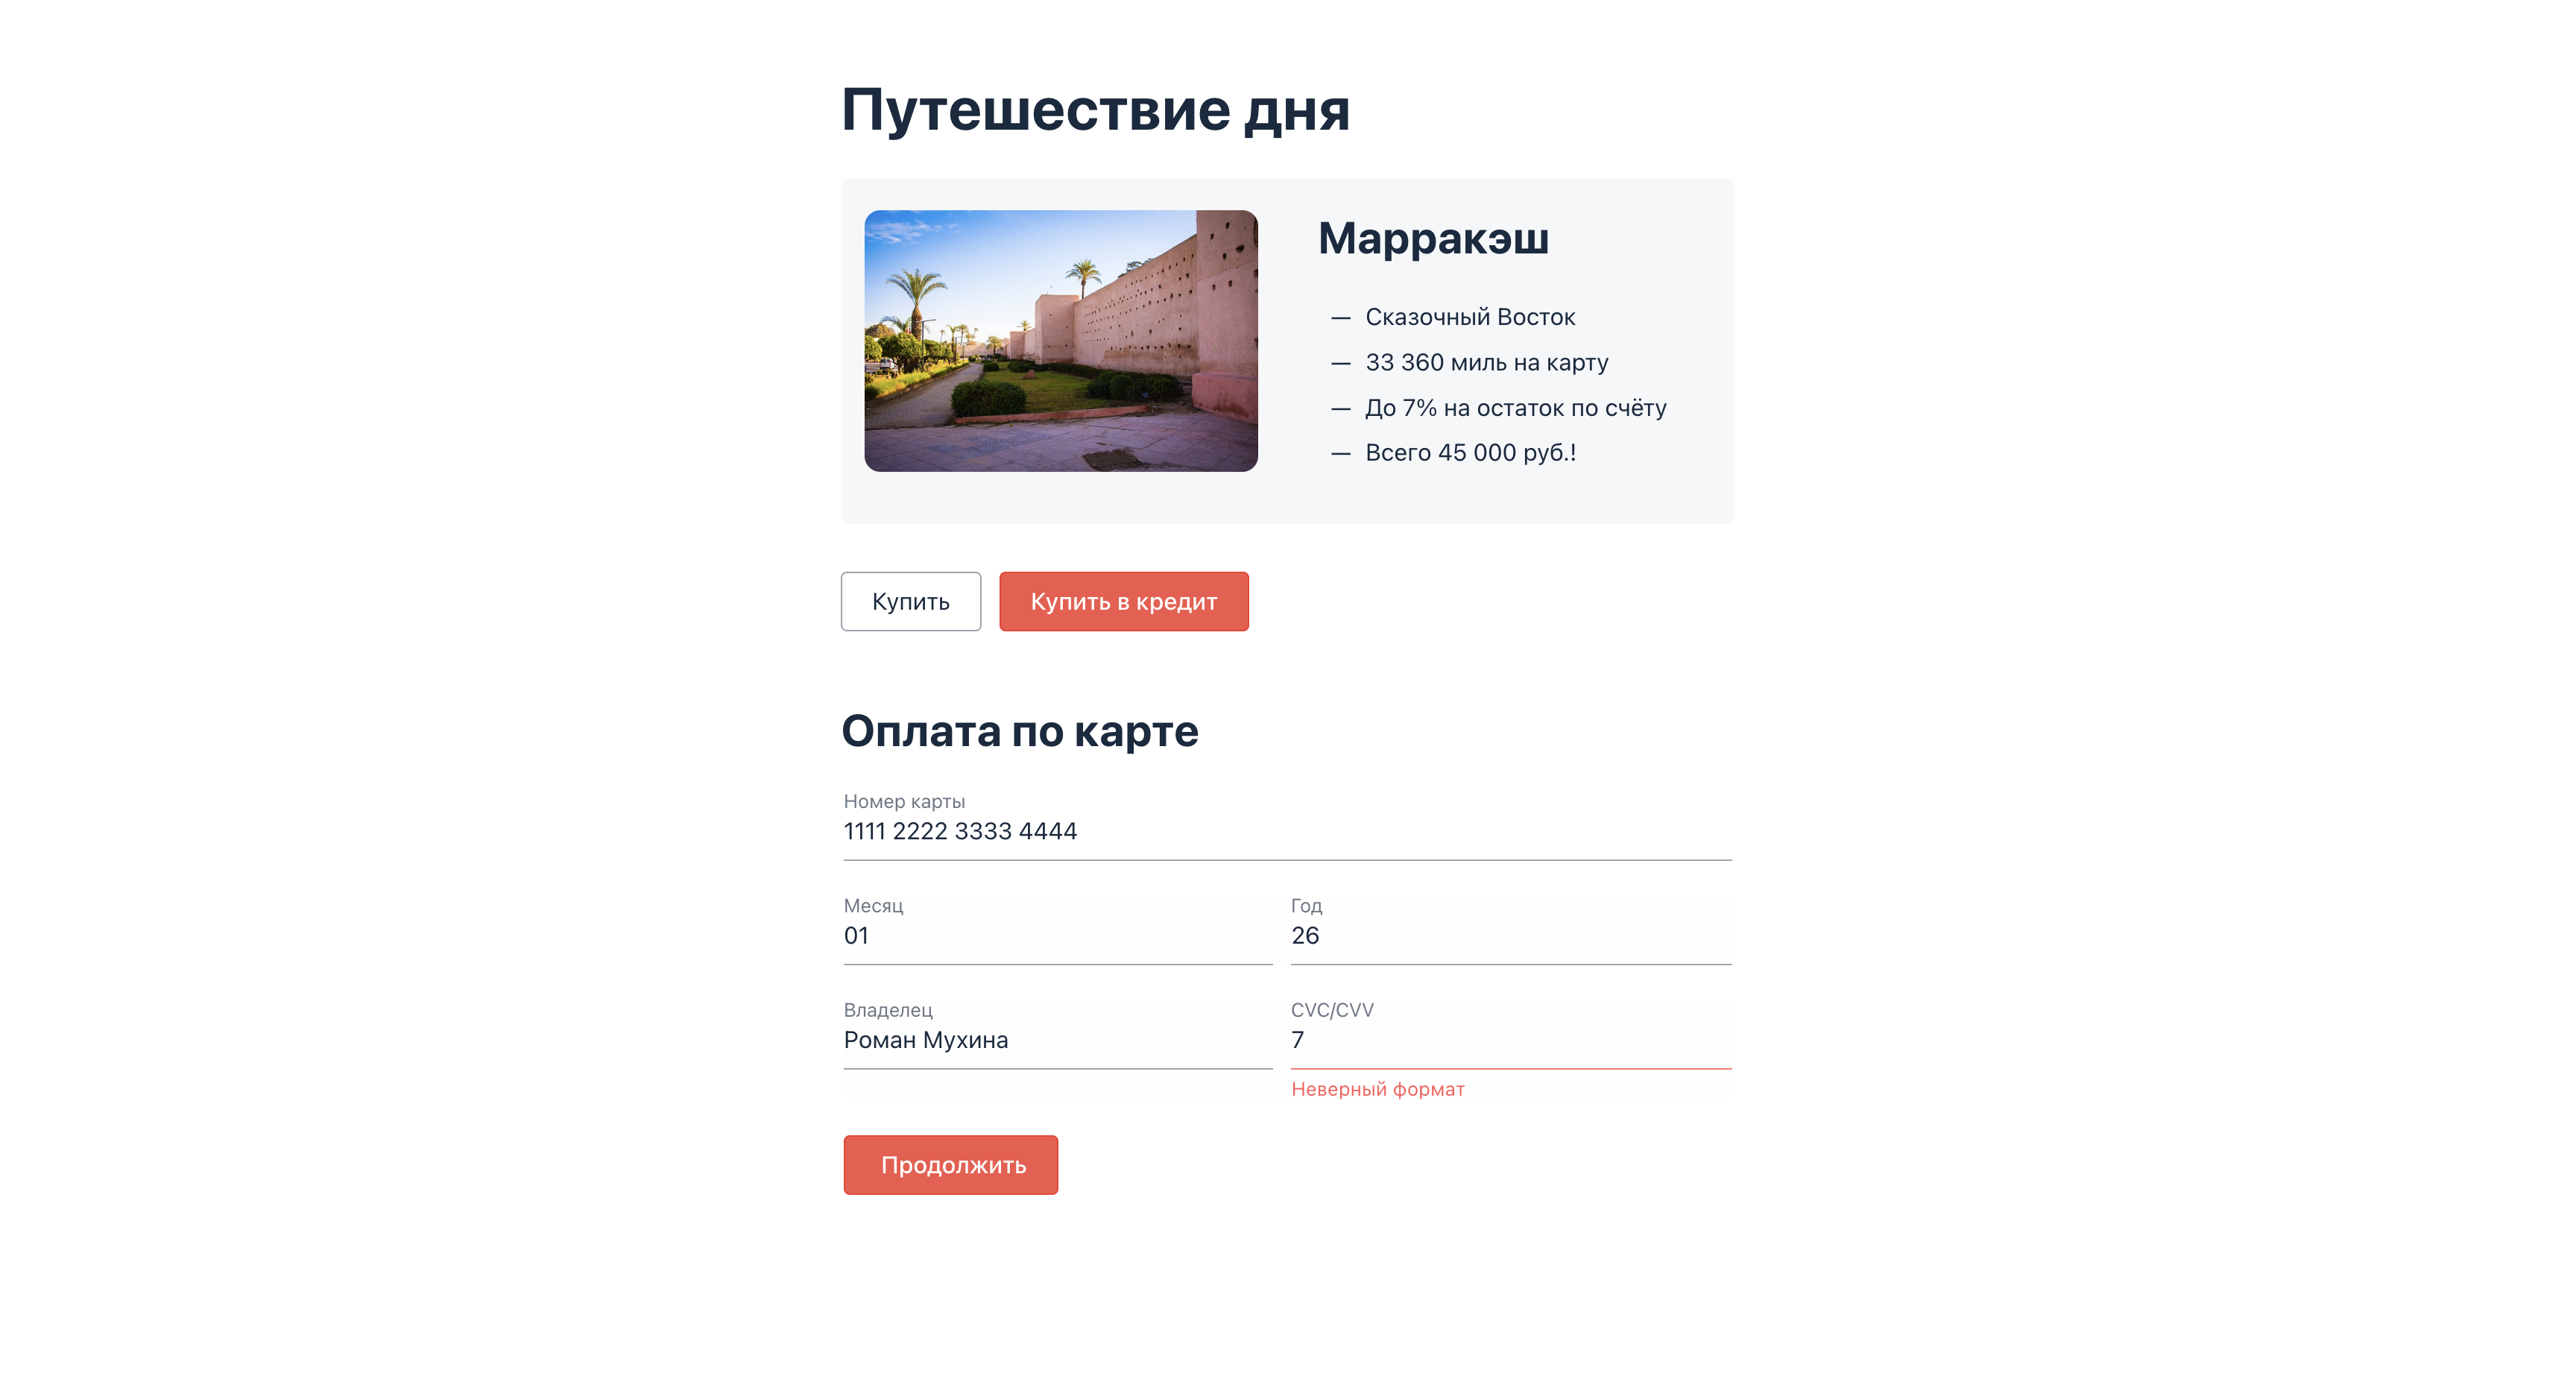 Путешествие дня
Марракэш
— Сказочный Восток
— 33 360 миль на карту
— До 7% на остаток по счёту
— Всего 45 000 руб.!
Купить
Купить в кредит
Оплата по карте
Номер карты
1111 2222 3333 4444
Месяц
01
Год
26
Владелец
Роман Мухина
CVC/CVV
7
Неверный формат
Продолжить